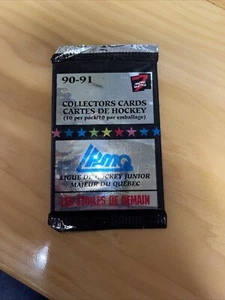 90-91
7
COLLECTORS CARDS
CARTES DE HOCKEY
(10 per pack/10 par emballage)
LHJMQ
LIGUE DE HOCKEY JUNIOR
MAJEUR DU QUÉBEC
LES ÉTOILES DE DEMAIN